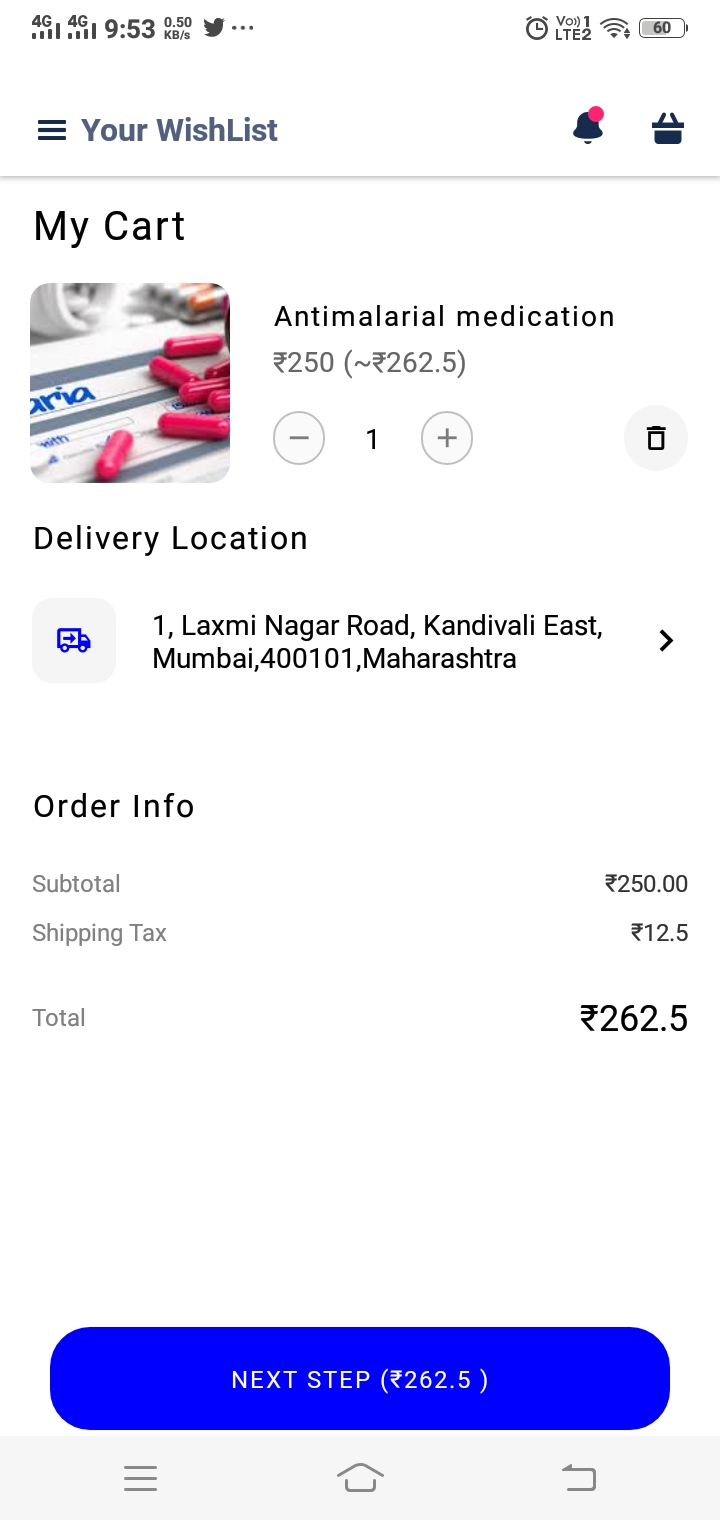 4G 4G 9:53 0.50 KB/s ... Vo)) 1 LTE2 60
Your WishList
My Cart
Antimalarial medication
₹250 (~₹262.5)
1
aria
with
Delivery Location
1, Laxmi Nagar Road, Kandivali East,
Mumbai,400101,Maharashtra
Order Info
Subtotal ₹250.00
Shipping Tax ₹12.5
Total ₹262.5
NEXT STEP (₹262.5 )